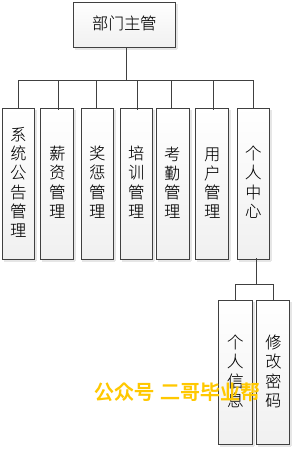 部门主管
系统公告管理
薪资管理
奖惩管理
培训管理
考勤管理
用户管理
个人中心
个人信息
修改密码
公众号 二哥毕业帮